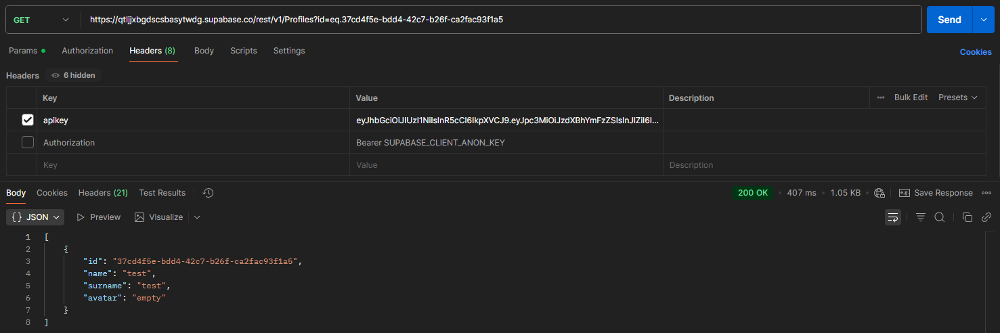 GET https://qtljjxbgdscsbasytwdg.supabase.co/rest/v1/Profiles?id=eq.37cd4f5e-bdd4-42c7-b26f-ca2fac93f1a5 Send
Params Authorization Headers (8) Body Scripts Settings Cookies
Headers 6 hidden
Key Value Description ••• Bulk Edit Presets
apikey eyJhbGciOiJIUzI1NiIsInR5cCI6IkpXVCJ9.eyJpc3MiOiJzdXBhYmFzZSIsInJlZiI6I...
Authorization Bearer SUPABASE_CLIENT_ANON_KEY
Key Value Description
Body Cookies Headers (21) Test Results 200 OK • 407 ms • 1.05 KB e.g. Save Response •••
{} JSON Preview Visualize
1 [
2 {
3 "id": "37cd4f5e-bdd4-42c7-b26f-ca2fac93f1a5",
4 "name": "test",
5 "surname": "test",
6 "avatar": "empty"
7 }
8 ]